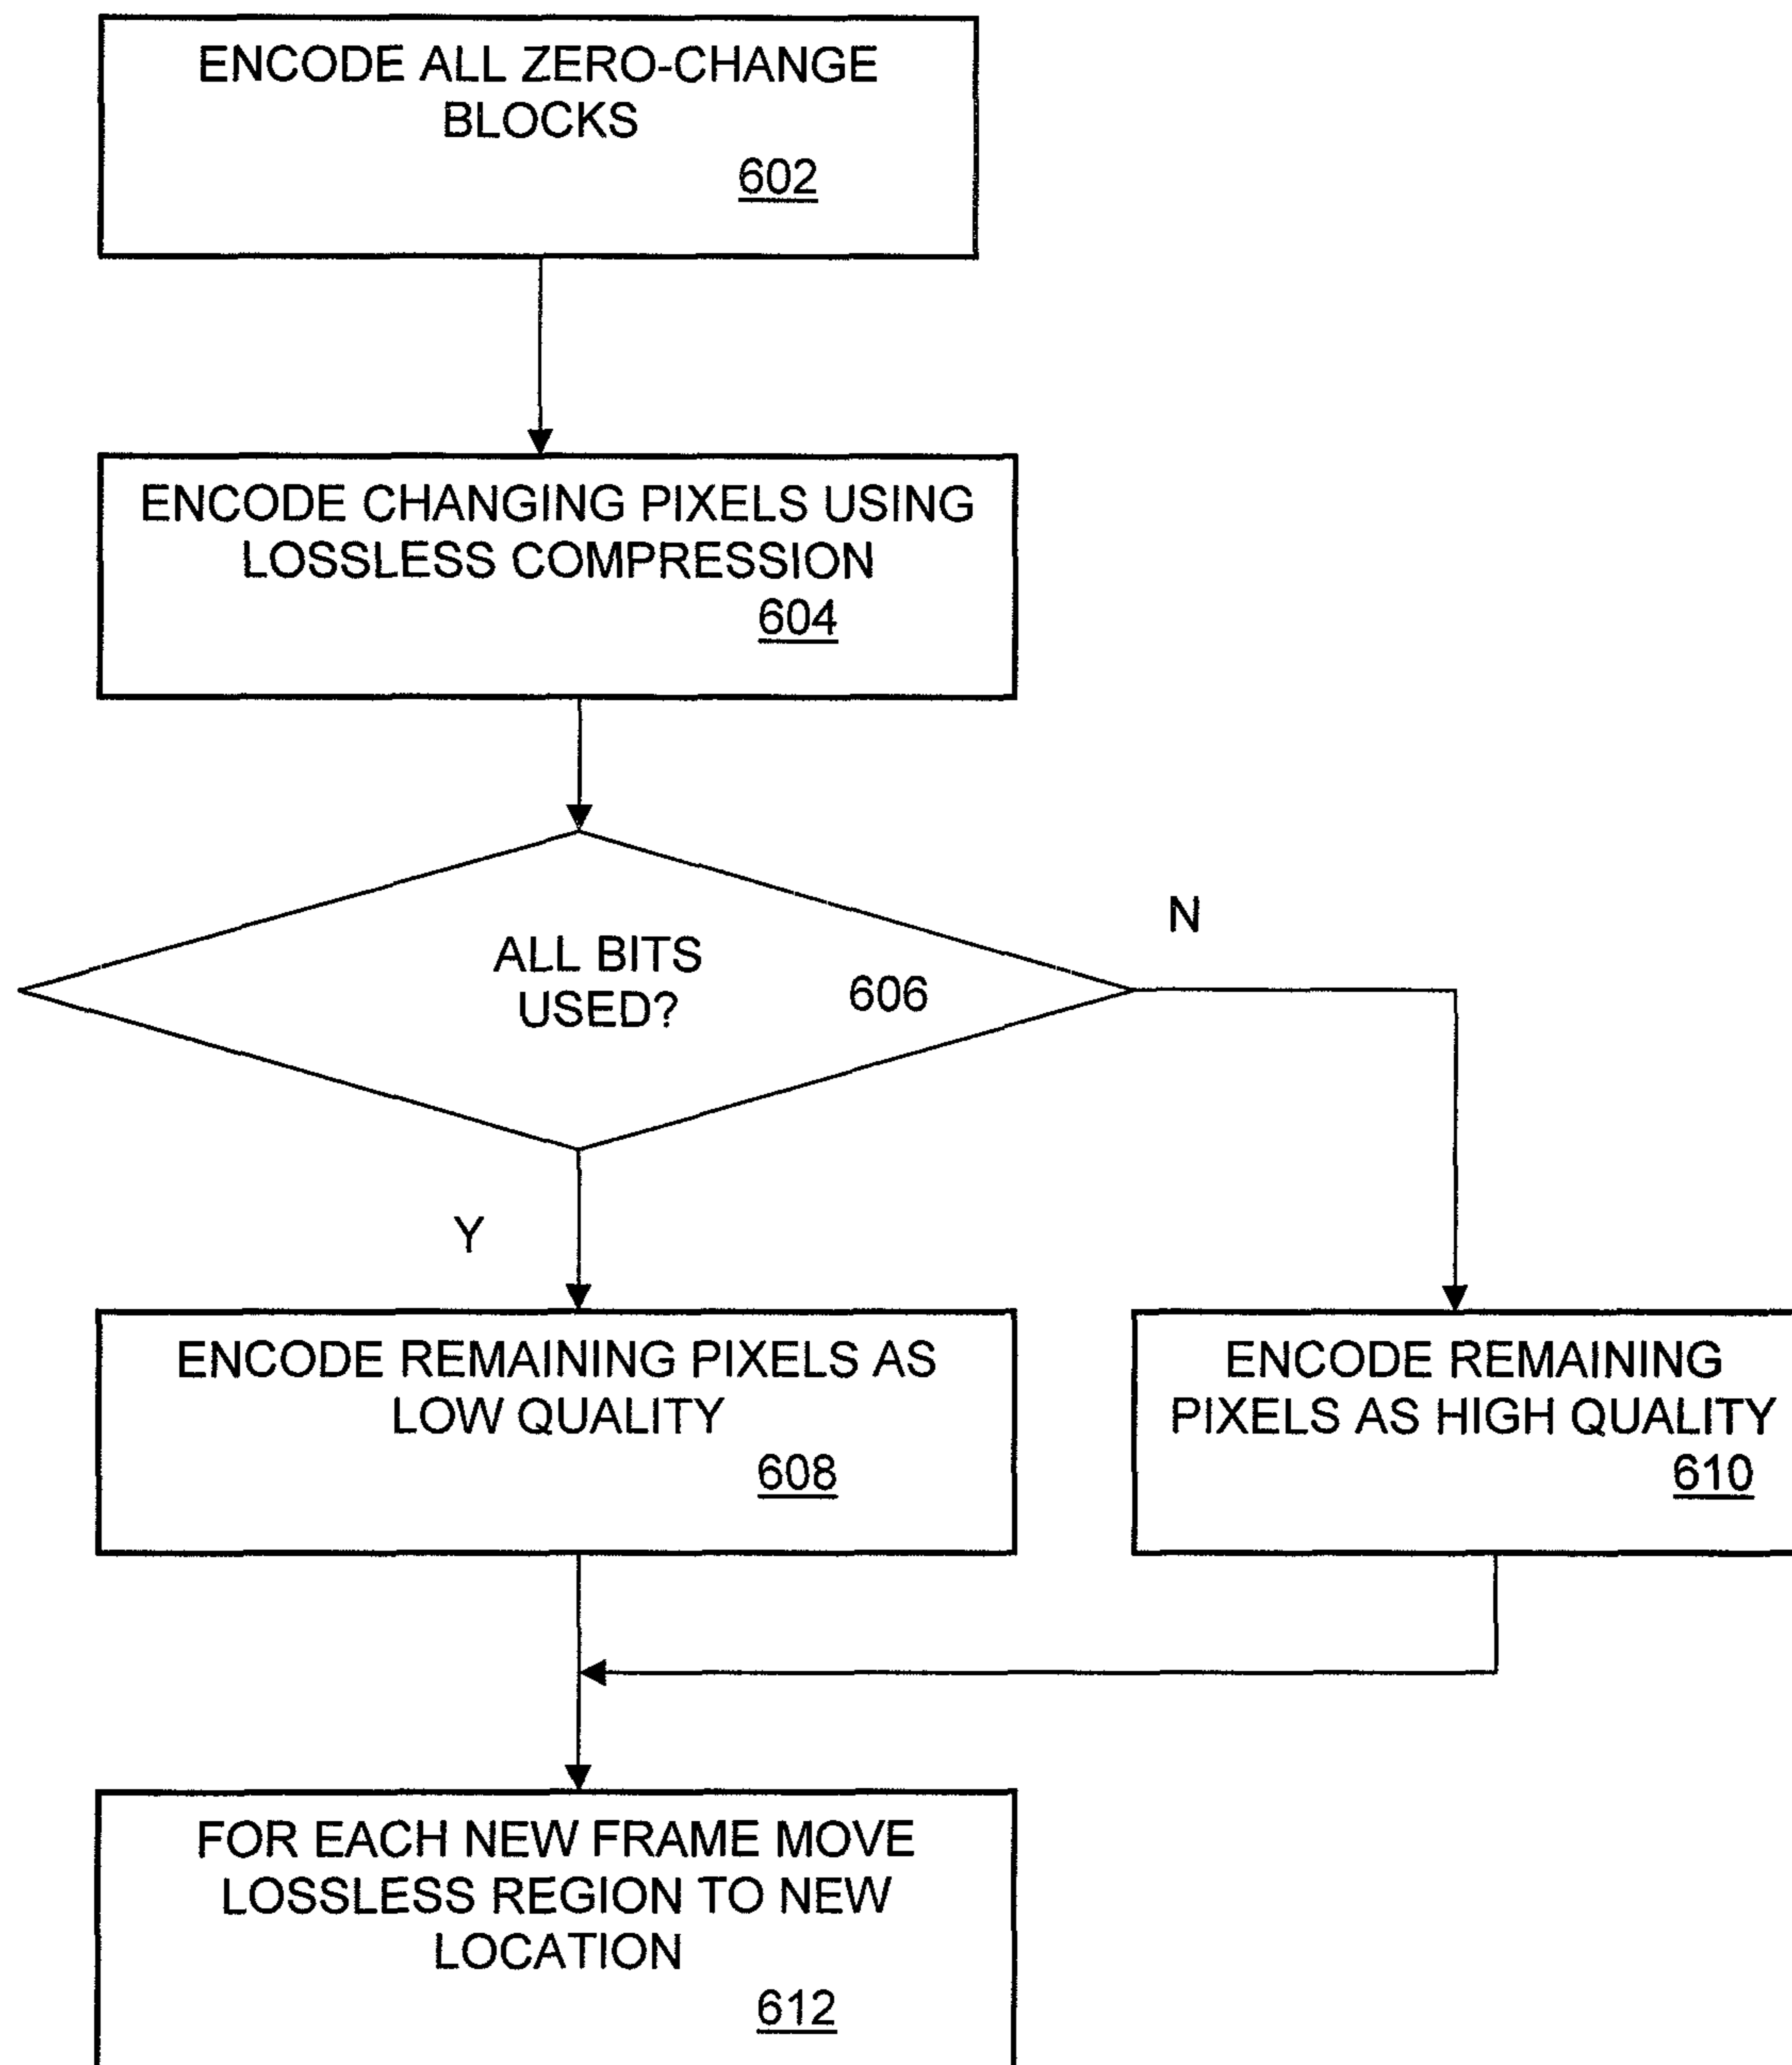 ENCODE ALL ZERO-CHANGE
BLOCKS
602
ENCODE CHANGING PIXELS USING
LOSSLESS COMPRESSION
604
N
ALL BITS
USED?
606
Y
ENCODE REMAINING PIXELS AS
LOW QUALITY
608
ENCODE REMAINING
PIXELS AS HIGH QUALITY
610
FOR EACH NEW FRAME MOVE
LOSSLESS REGION TO NEW
LOCATION
612